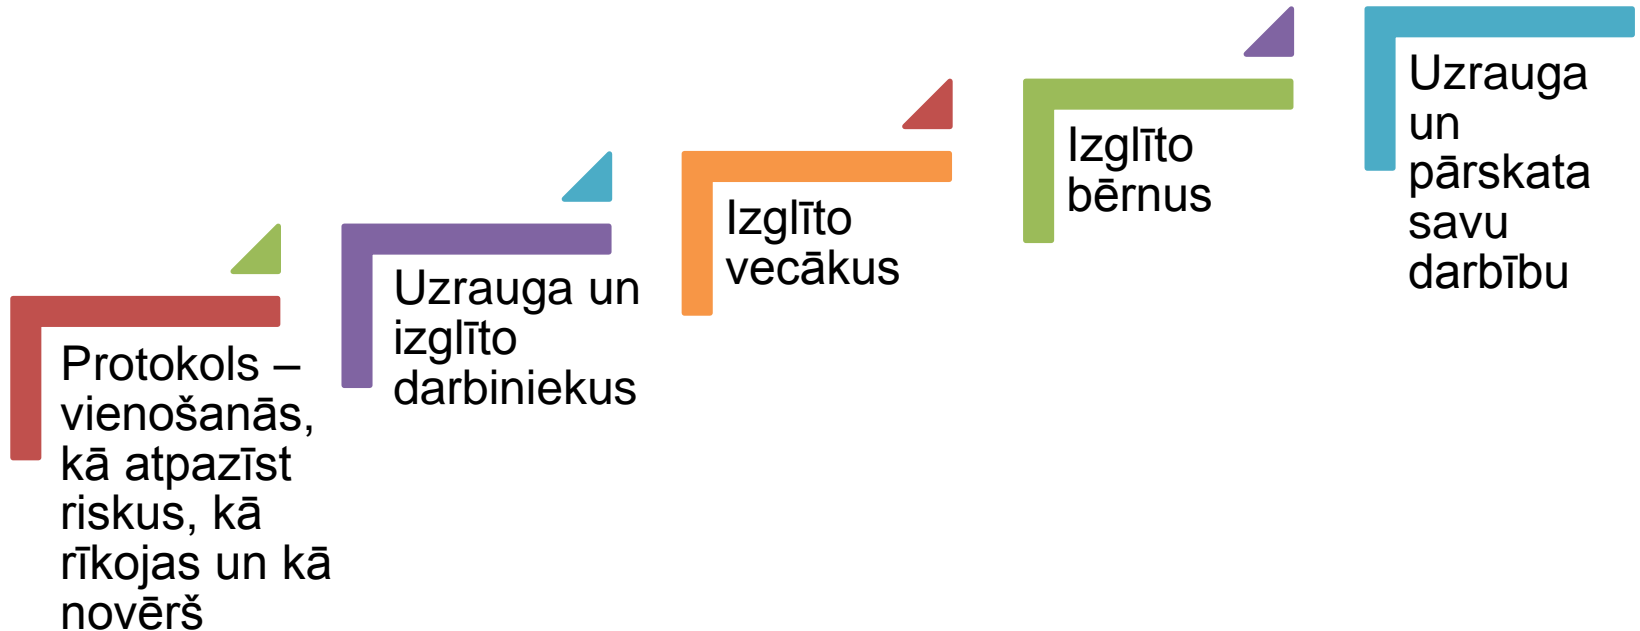 Protokols –
vienošanās,
kā atpazīst
riskus, kā
rīkojas un kā
novērš
Uzrauga un
izglīto
darbiniekus
Izglīto
vecākus
Izglīto
bērnus
Uzrauga
un
pārskata
savu
darbību